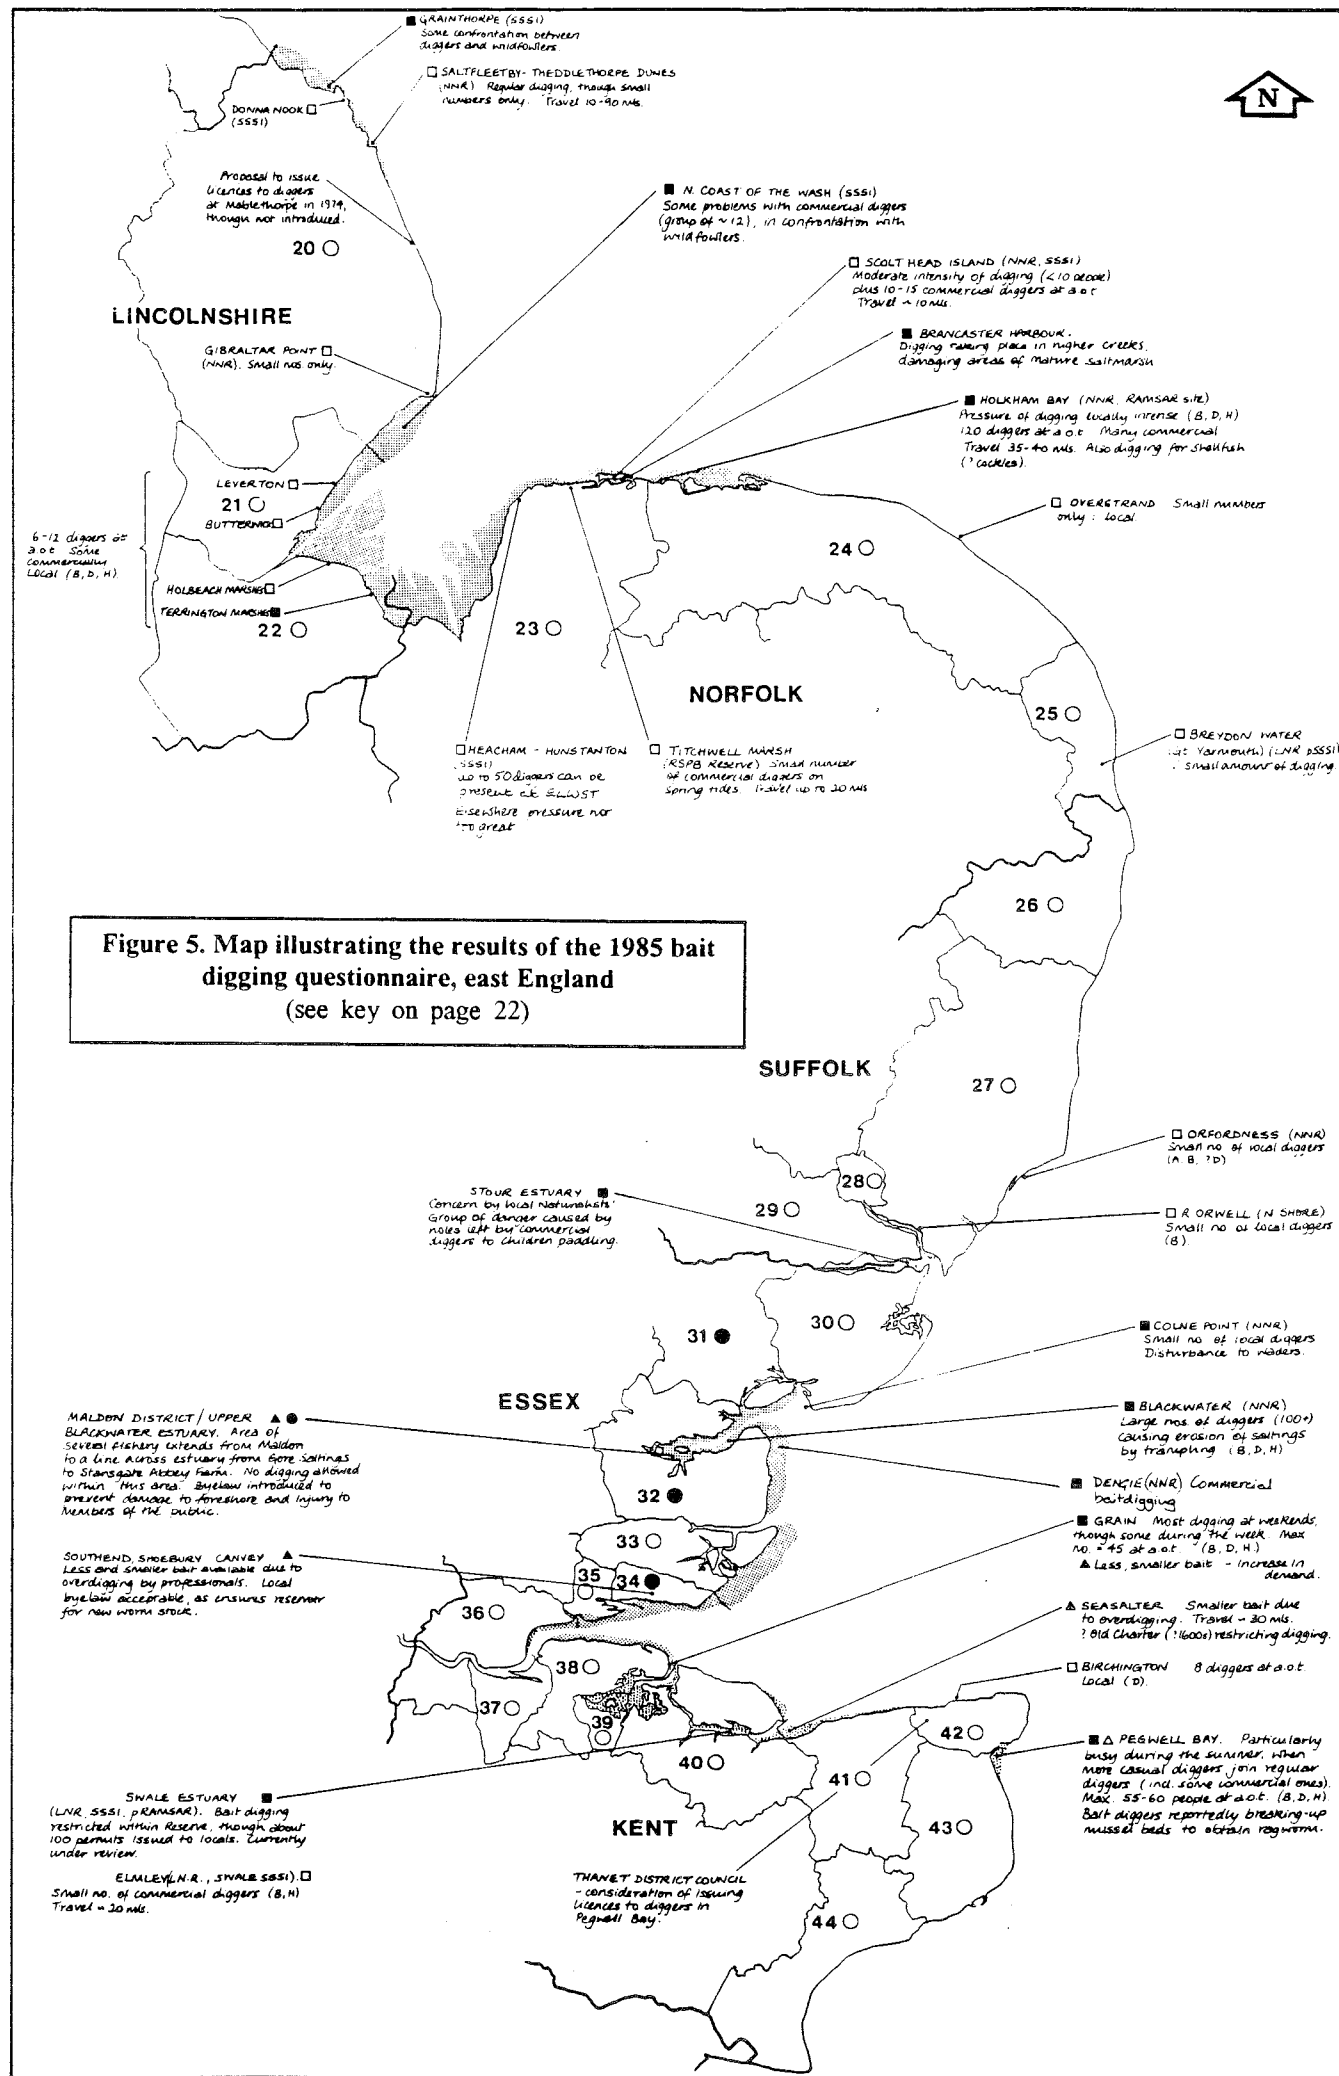 ■ GRAINTHORPE (SSSI)
Some confrontation between
diggers and wildfowlers.
□ SALTFLEETBY- THEDDLETHORPE DUNES
(NNR) Regular digging, though small
numbers only. Travel 10-90 mls.
DONNA NOOK □
(SSSI)
N
Proposal to issue
licences to diggers
at Mablethorpe in 1974,
though not introduced.
20 ○
LINCOLNSHIRE
■ N. COAST OF THE WASH (SSSI)
Some problems with commercial diggers
(group of ~12), in confrontation with
wildfowlers.
□ SCOLT HEAD ISLAND (NNR, SSSI)
Moderate intensity of digging (<10 people)
plus 10-15 commercial diggers at a.o.t
Travel ~ 10 mls.
■ BRANCASTER HARBOUR.
Digging taking place in higher creeks,
damaging areas of mature saltmarsh
GIBRALTAR POINT □
(NNR). Small nos only.
■ HOLKHAM BAY (NNR, RAMSAR site)
Pressure of digging locally intense (B, D, H)
120 diggers at a.o.t. Many commercial
Travel 35-40 mls. Also digging for shellfish
(? cockles).
LEVERTON □
21 ○
BUTTERWICK □
□ OVERSTRAND Small numbers
only : local.
6-12 diggers at
a.o.t Some
commercially
Local (B, D, H)
24 ○
HOLBEACH MARSHES □
TERRINGTON MARSHES ■
22 ○
23 ○
NORFOLK
25 ○
□ HEACHAM - HUNSTANTON
(SSSI)
up to 50 diggers can be
present at ELWST
Elsewhere pressure not
too great
□ TITCHWELL MARSH
(RSPB Reserve) Small number
of commercial diggers on
spring tides. Travel up to 20 mls
□ BREYDON WATER
(Gt Yarmouth) (LNR pSSSI)
Small amount of digging.
26 ○
Figure 5. Map illustrating the results of the 1985 bait
digging questionnaire, east England
(see key on page 22)
SUFFOLK
27 ○
□ ORFORDNESS (NNR)
Small no of local diggers
(A, B, ?D)
28 ○
29 ○
STOUR ESTUARY ■
Concern by local Naturalists'
Group of danger caused by
holes left by commercial
diggers to children paddling.
□ R ORWELL (N SHORE)
Small no of local diggers
(B).
30 ○
31 ●
■ COLNE POINT (NNR)
Small no of local diggers
Disturbance to waders.
ESSEX
MALDON DISTRICT / UPPER ▲ ●
BLACKWATER ESTUARY. Area of
several fishery extends from Maldon
to a line across estuary from Gore Saltings
to Stansgate Abbey Farm. No digging allowed
within this area. Byelaw introduced to
prevent damage to foreshore and injury to
members of the public.
■ BLACKWATER (NNR)
Large nos. of diggers (100+)
causing erosion of saltings
by trampling (B, D, H)
■ DENGIE (NNR) Commercial
baitdigging
32 ●
33 ○
■ GRAIN Most digging at weekends,
though some during the week. Max
no. = 45 at a.o.t. (B, D, H.)
▲ Less, smaller bait - increase in
demand.
SOUTHEND, SHOEBURY CANVEY ▲
Less and smaller bait available due to
overdigging by professionals. Local
byelaw acceptable, as ensures reservoir
for new worm stock.
35 ○
34 ●
36 ○
▲ SEASALTER Smaller bait due
to overdigging. Travel ~ 30 mls.
? Old Charter (?1600s) restricting digging.
38 ○
□ BIRCHINGTON 8 diggers at a.o.t.
Local (D).
37 ○
39 ○
42 ○
40 ○
■ △ PEGWELL BAY. Particularly
busy during the summer, when
more casual diggers join regular
diggers (incl. some commercial ones).
Max. 55-60 people at a.o.t. (B, D, H).
Bait diggers reportedly breaking-up
mussel beds to obtain ragworm.
41 ○
SWALE ESTUARY ■
(LNR, SSSI, pRAMSAR). Bait digging
restricted within Reserve, though about
100 permits issued to locals. Currently
under review.
KENT
43 ○
ELMLEY (N.R., SWALE SSSI). □
Small no. of commercial diggers (B, H)
Travel ~ 20 mls.
THANET DISTRICT COUNCIL
- consideration of issuing
licences to diggers in
Pegwell Bay.
44 ○